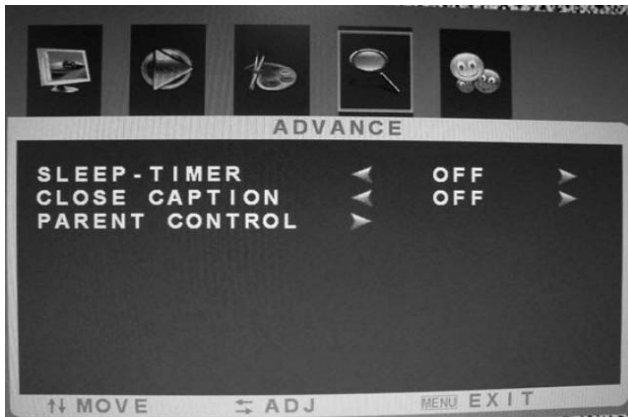 ADVANCE
SLEEP-TIMER OFF
CLOSE CAPTION OFF
PARENT CONTROL
MOVE ADJ MENU EXIT